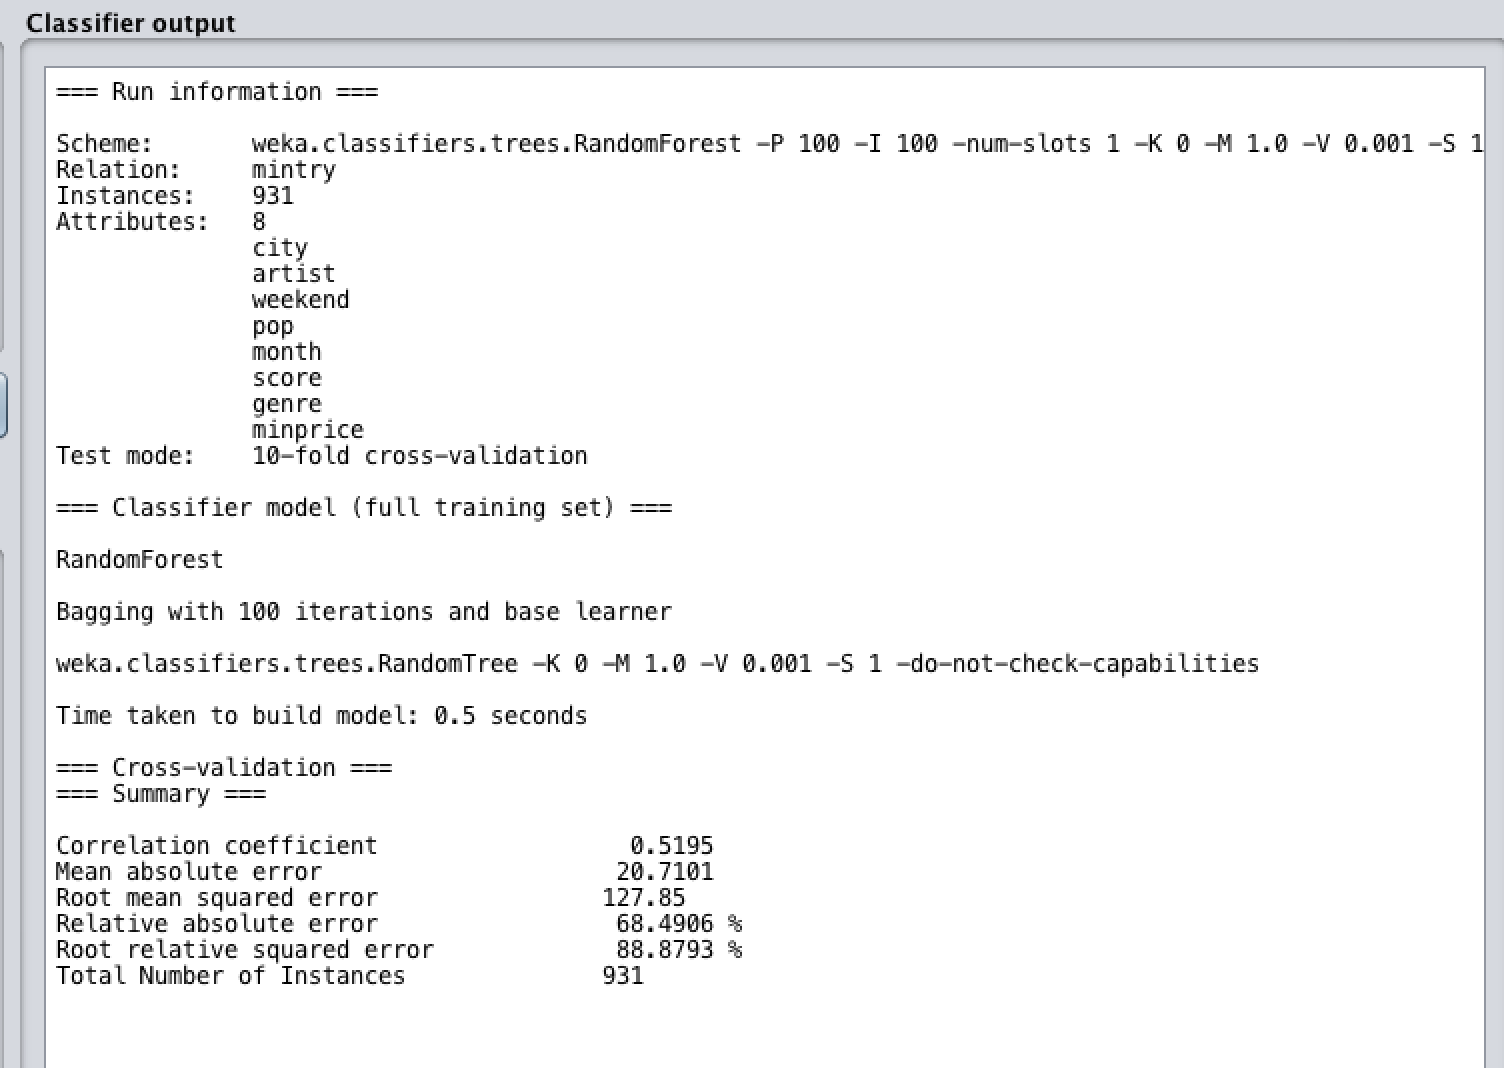 Classifier output
=== Run information ===
Scheme: weka.classifiers.trees.RandomForest -P 100 -I 100 -num-slots 1 -K 0 -M 1.0 -V 0.001 -S 1
Relation: mintry
Instances: 931
Attributes: 8
city
artist
weekend
pop
month
score
genre
minprice
Test mode: 10-fold cross-validation
=== Classifier model (full training set) ===
RandomForest
Bagging with 100 iterations and base learner
weka.classifiers.trees.RandomTree -K 0 -M 1.0 -V 0.001 -S 1 -do-not-check-capabilities
Time taken to build model: 0.5 seconds
=== Cross-validation ===
=== Summary ===
Correlation coefficient 0.5195
Mean absolute error 20.7101
Root mean squared error 127.85
Relative absolute error 68.4906 %
Root relative squared error 88.8793 %
Total Number of Instances 931